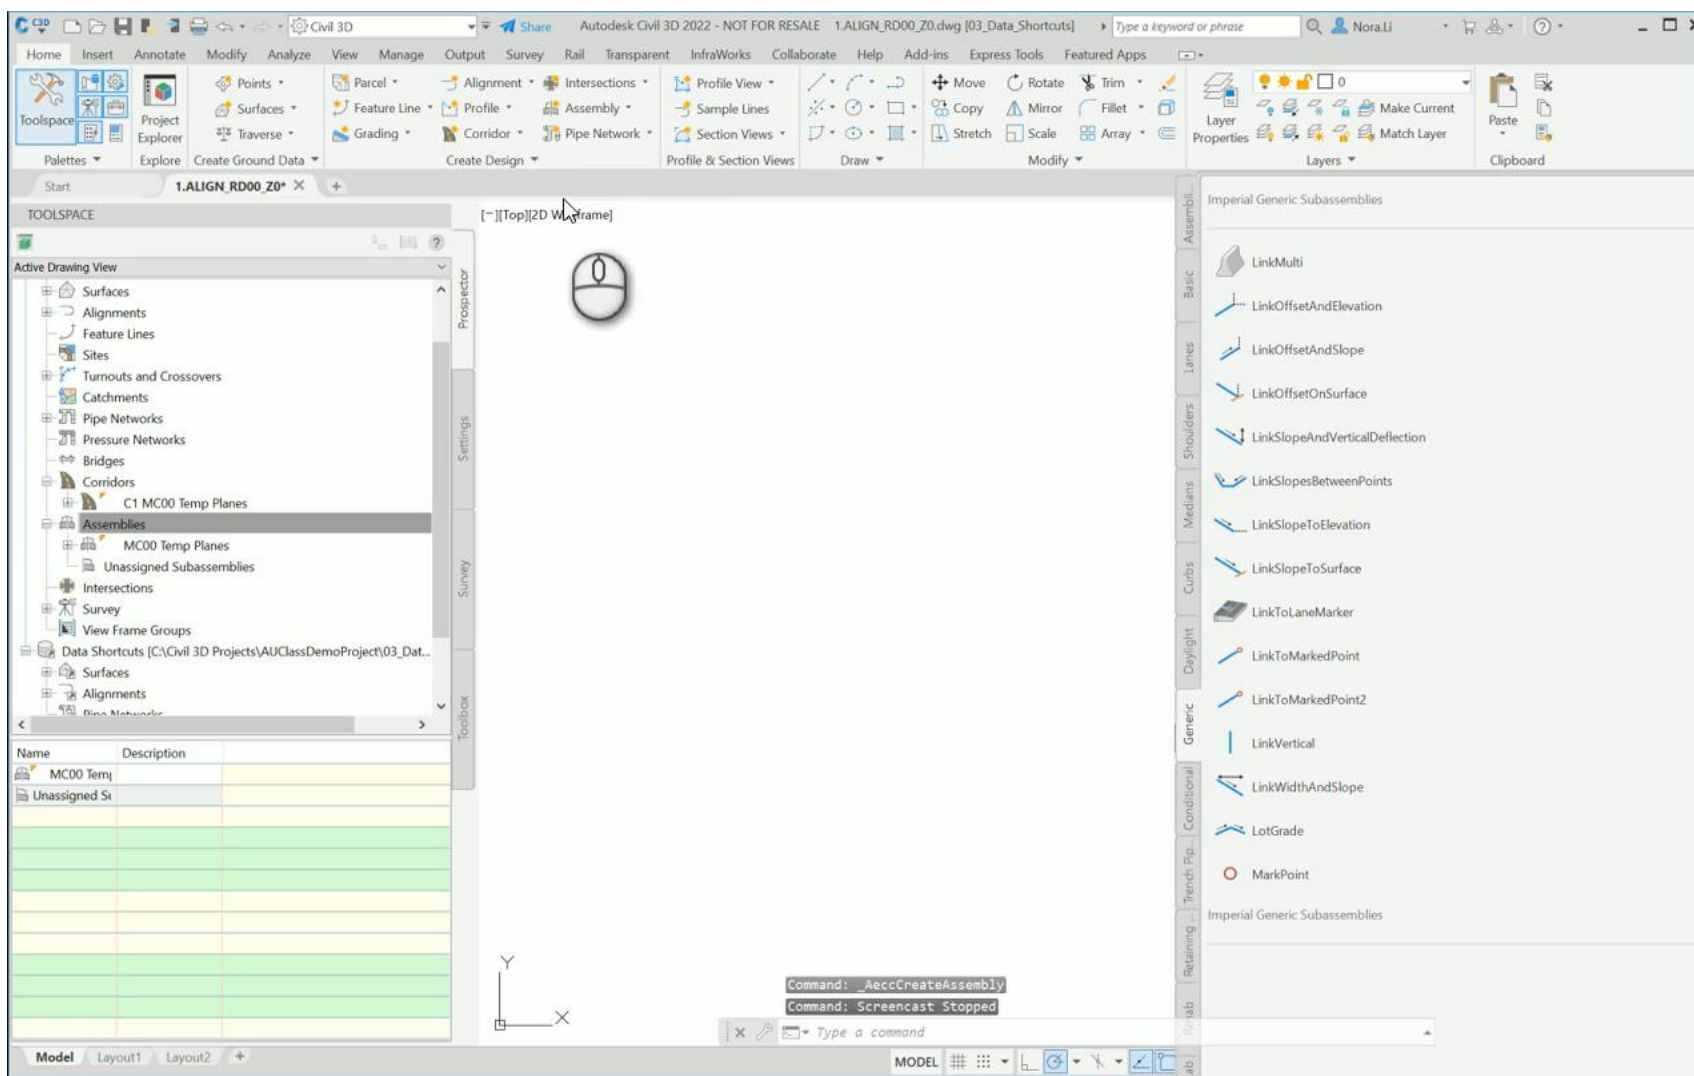 C3D Civil 3D Share Autodesk Civil 3D 2022 - NOT FOR RESALE 1.ALIGN_RD00_Z0.dwg [03_Data_Shortcuts] Type a keyword or phrase Nora.Li
Home Insert Annotate Modify Analyze View Manage Output Survey Rail Transparent InfraWorks Collaborate Help Add-ins Express Tools Featured Apps
Toolspace
Project Explorer
Points
Surfaces
Traverse
Parcel
Feature Line
Grading
Alignment
Profile
Corridor
Intersections
Assembly
Pipe Network
Profile View
Sample Lines
Section Views
Move Rotate Trim
Copy Mirror Fillet
Stretch Scale Array
Layer Properties
0
Make Current
Match Layer
Paste
Palettes Explore Create Ground Data Create Design Profile & Section Views Draw Modify Layers Clipboard
Start 1.ALIGN_RD00_Z0*
TOOLSPACE
Active Drawing View
Surfaces
Alignments
Feature Lines
Sites
Turnouts and Crossovers
Catchments
Pipe Networks
Pressure Networks
Bridges
Corridors
C1 MC00 Temp Planes
Assemblies
MC00 Temp Planes
Unassigned Subassemblies
Intersections
Survey
View Frame Groups
Data Shortcuts [C:\Civil 3D Projects\AUClassDemoProject\03_Dat...
Surfaces
Alignments
Pipe Networks
Name Description
MC00 Temp
Unassigned Su
Prospector
Settings
Survey
Toolbox
[−][Top][2D Wireframe]
Y
X
Command: _AeccCreateAssembly
Command: Screencast Stopped
Type a command
Model Layout1 Layout2 +
MODEL
Assembli...
Basic
Lanes
Shoulders
Medians
Curbs
Daylight
Generic
Conditional
Trench Pip...
Retaining ...
Imperial Generic Subassemblies
LinkMulti
LinkOffsetAndElevation
LinkOffsetAndSlope
LinkOffsetOnSurface
LinkSlopeAndVerticalDeflection
LinkSlopesBetweenPoints
LinkSlopeToElevation
LinkSlopeToSurface
LinkToLaneMarker
LinkToMarkedPoint
LinkToMarkedPoint2
LinkVertical
LinkWidthAndSlope
LotGrade
MarkPoint
Imperial Generic Subassemblies